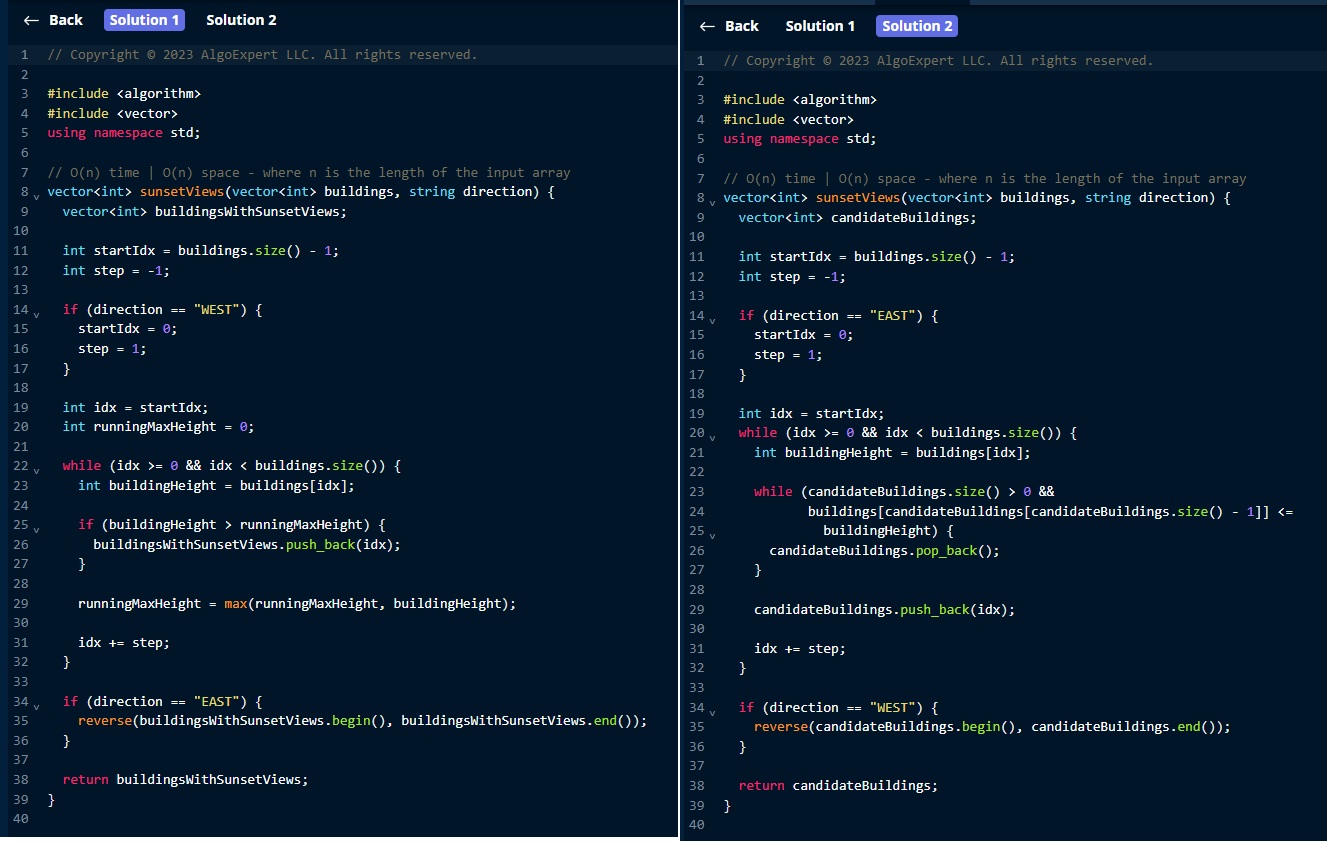 ← Back Solution 1 Solution 2
1 // Copyright © 2023 AlgoExpert LLC. All rights reserved.
2
3 #include <algorithm>
4 #include <vector>
5 using namespace std;
6
7 // O(n) time | O(n) space - where n is the length of the input array
8 vector<int> sunsetViews(vector<int> buildings, string direction) {
9   vector<int> buildingsWithSunsetViews;
10
11   int startIdx = buildings.size() - 1;
12   int step = -1;
13
14   if (direction == "WEST") {
15     startIdx = 0;
16     step = 1;
17   }
18
19   int idx = startIdx;
20   int runningMaxHeight = 0;
21
22   while (idx >= 0 && idx < buildings.size()) {
23     int buildingHeight = buildings[idx];
24
25     if (buildingHeight > runningMaxHeight) {
26       buildingsWithSunsetViews.push_back(idx);
27     }
28
29     runningMaxHeight = max(runningMaxHeight, buildingHeight);
30
31     idx += step;
32   }
33
34   if (direction == "EAST") {
35     reverse(buildingsWithSunsetViews.begin(), buildingsWithSunsetViews.end());
36   }
37
38   return buildingsWithSunsetViews;
39 }
40
← Back Solution 1 Solution 2
1 // Copyright © 2023 AlgoExpert LLC. All rights reserved.
2
3 #include <algorithm>
4 #include <vector>
5 using namespace std;
6
7 // O(n) time | O(n) space - where n is the length of the input array
8 vector<int> sunsetViews(vector<int> buildings, string direction) {
9   vector<int> candidateBuildings;
10
11   int startIdx = buildings.size() - 1;
12   int step = -1;
13
14   if (direction == "EAST") {
15     startIdx = 0;
16     step = 1;
17   }
18
19   int idx = startIdx;
20   while (idx >= 0 && idx < buildings.size()) {
21     int buildingHeight = buildings[idx];
22
23     while (candidateBuildings.size() > 0 &&
24            buildings[candidateBuildings[candidateBuildings.size() - 1]] <=
25              buildingHeight) {
26       candidateBuildings.pop_back();
27     }
28
29     candidateBuildings.push_back(idx);
30
31     idx += step;
32   }
33
34   if (direction == "WEST") {
35     reverse(candidateBuildings.begin(), candidateBuildings.end());
36   }
37
38   return candidateBuildings;
39 }
40